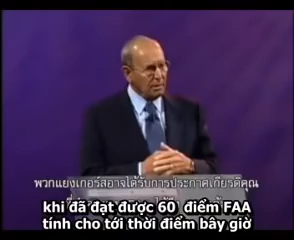 พวกแยงเกอร์สอาจได้รับการประกาศเกียรติคุณ
khi đã đạt được 60 điểm FAA
tính cho tới thời điểm bây giờ